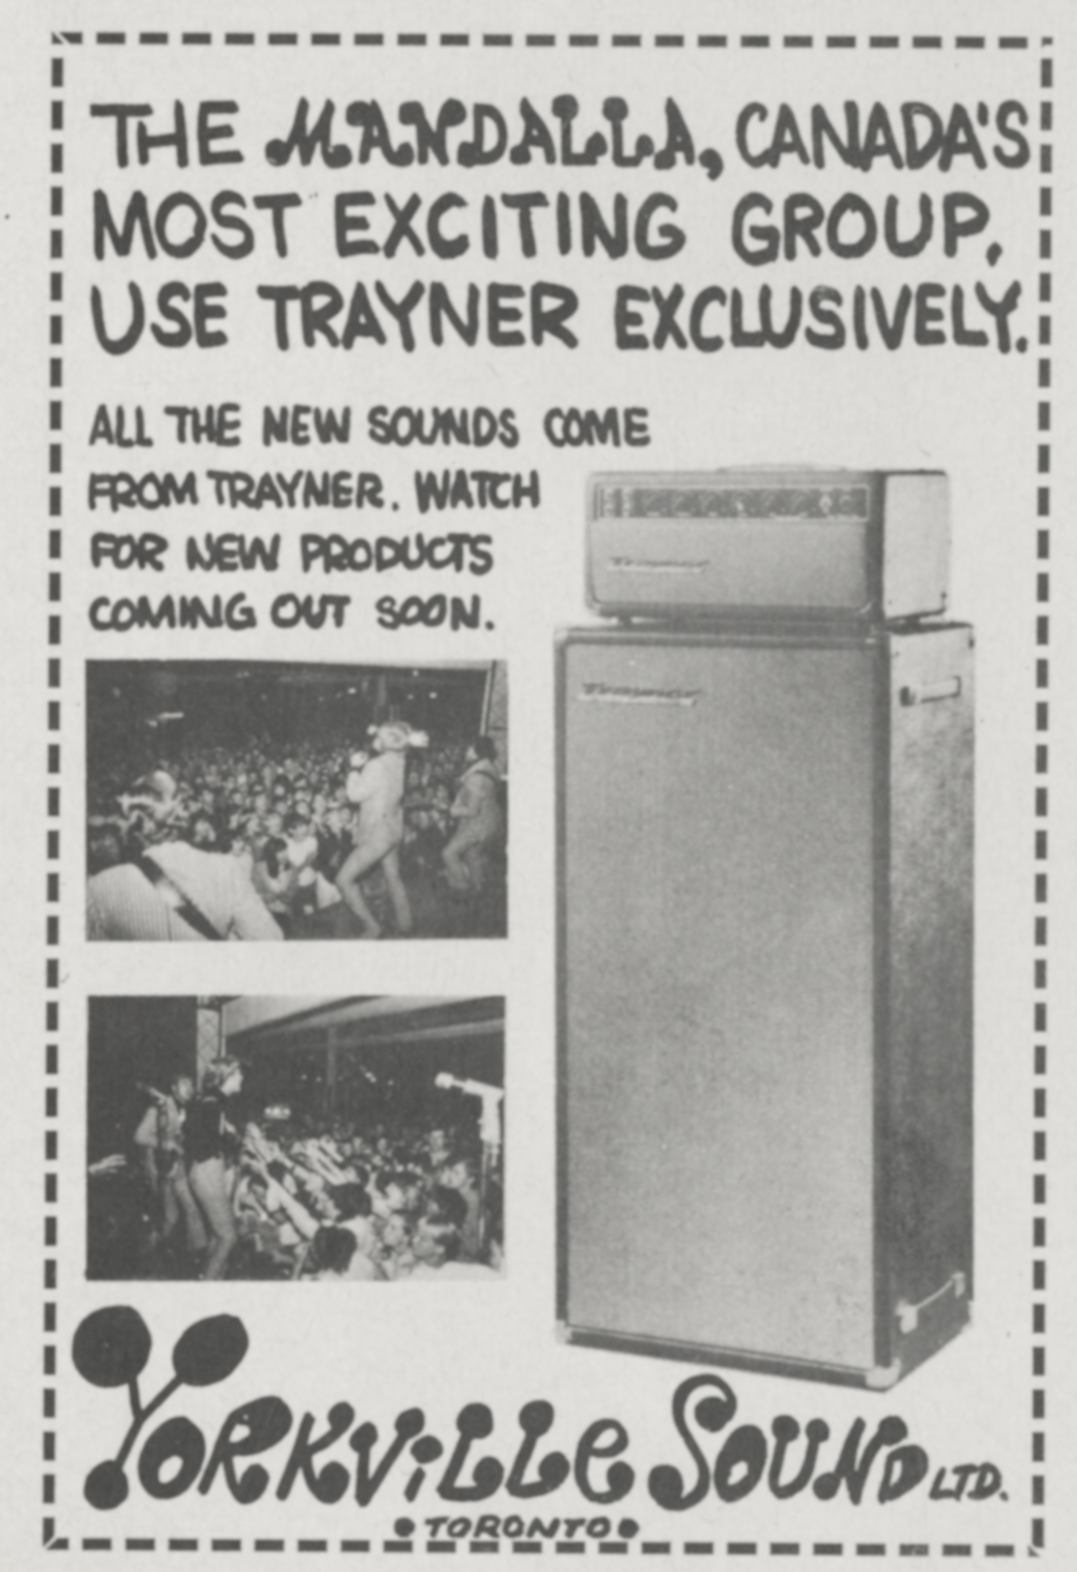 THE MANDALLA, CANADA'S
MOST EXCITING GROUP,
USE TRAYNER EXCLUSIVELY.
ALL THE NEW SOUNDS COME
FROM TRAYNER. WATCH
FOR NEW PRODUCTS
COMING OUT SOON.
YORKVILLE SOUND LTD.
• TORONTO •